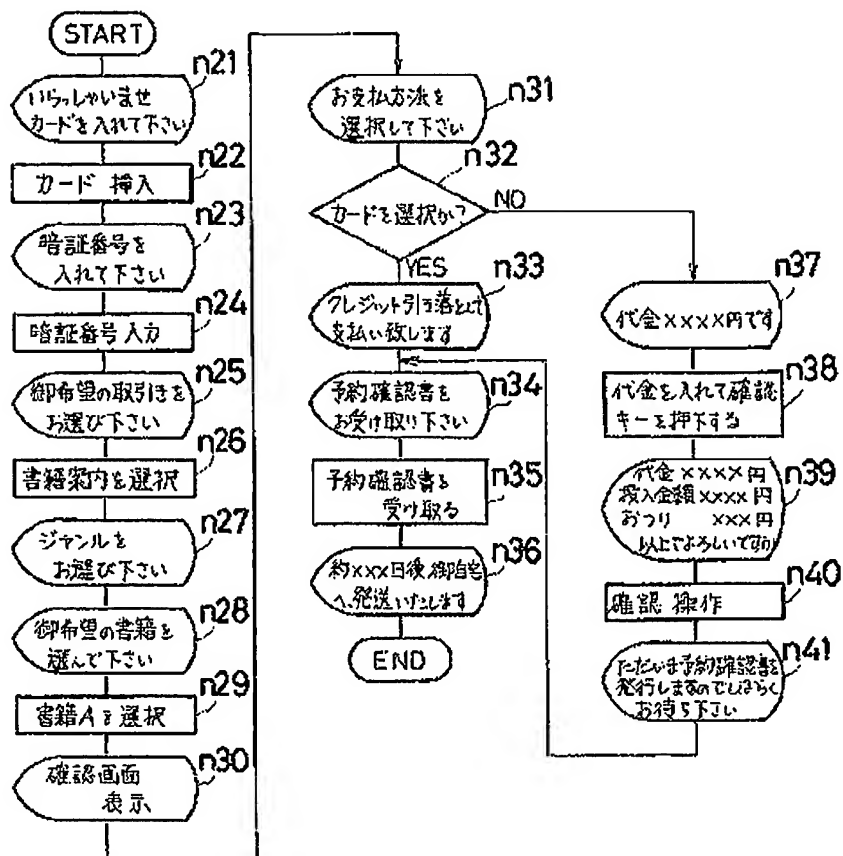 START
n21
いらっしゃいませ
カードを入れて下さい
n22
カード 挿入
n23
暗証番号を
入れて下さい
n24
暗証番号入力
n25
御希望の取引きを
お選び下さい
n26
書籍案内を選択
n27
ジャンルを
お選び下さい
n28
御希望の書籍を
選んで下さい
n29
書籍Aを選択
n30
確認画面
表示
n31
お支払方法を
選択して下さい
n32
カードを選択か?
NO
YES
n33
クレジット引き落として
支払い致します
n34
予約確認書を
お受け取り下さい
n35
予約確認書を
受け取る
n36
約×××日後、御自宅
へ発送いたします
END
n37
代金××××円です
n38
代金を入れて確認
キーを押下する
n39
代金××××円
投入金額××××円
おつり ×××円
以上でよろしいですか
n40
確認 操作
n41
ただいま予約確認書を
発行しますのでしばらく
お待ち下さい